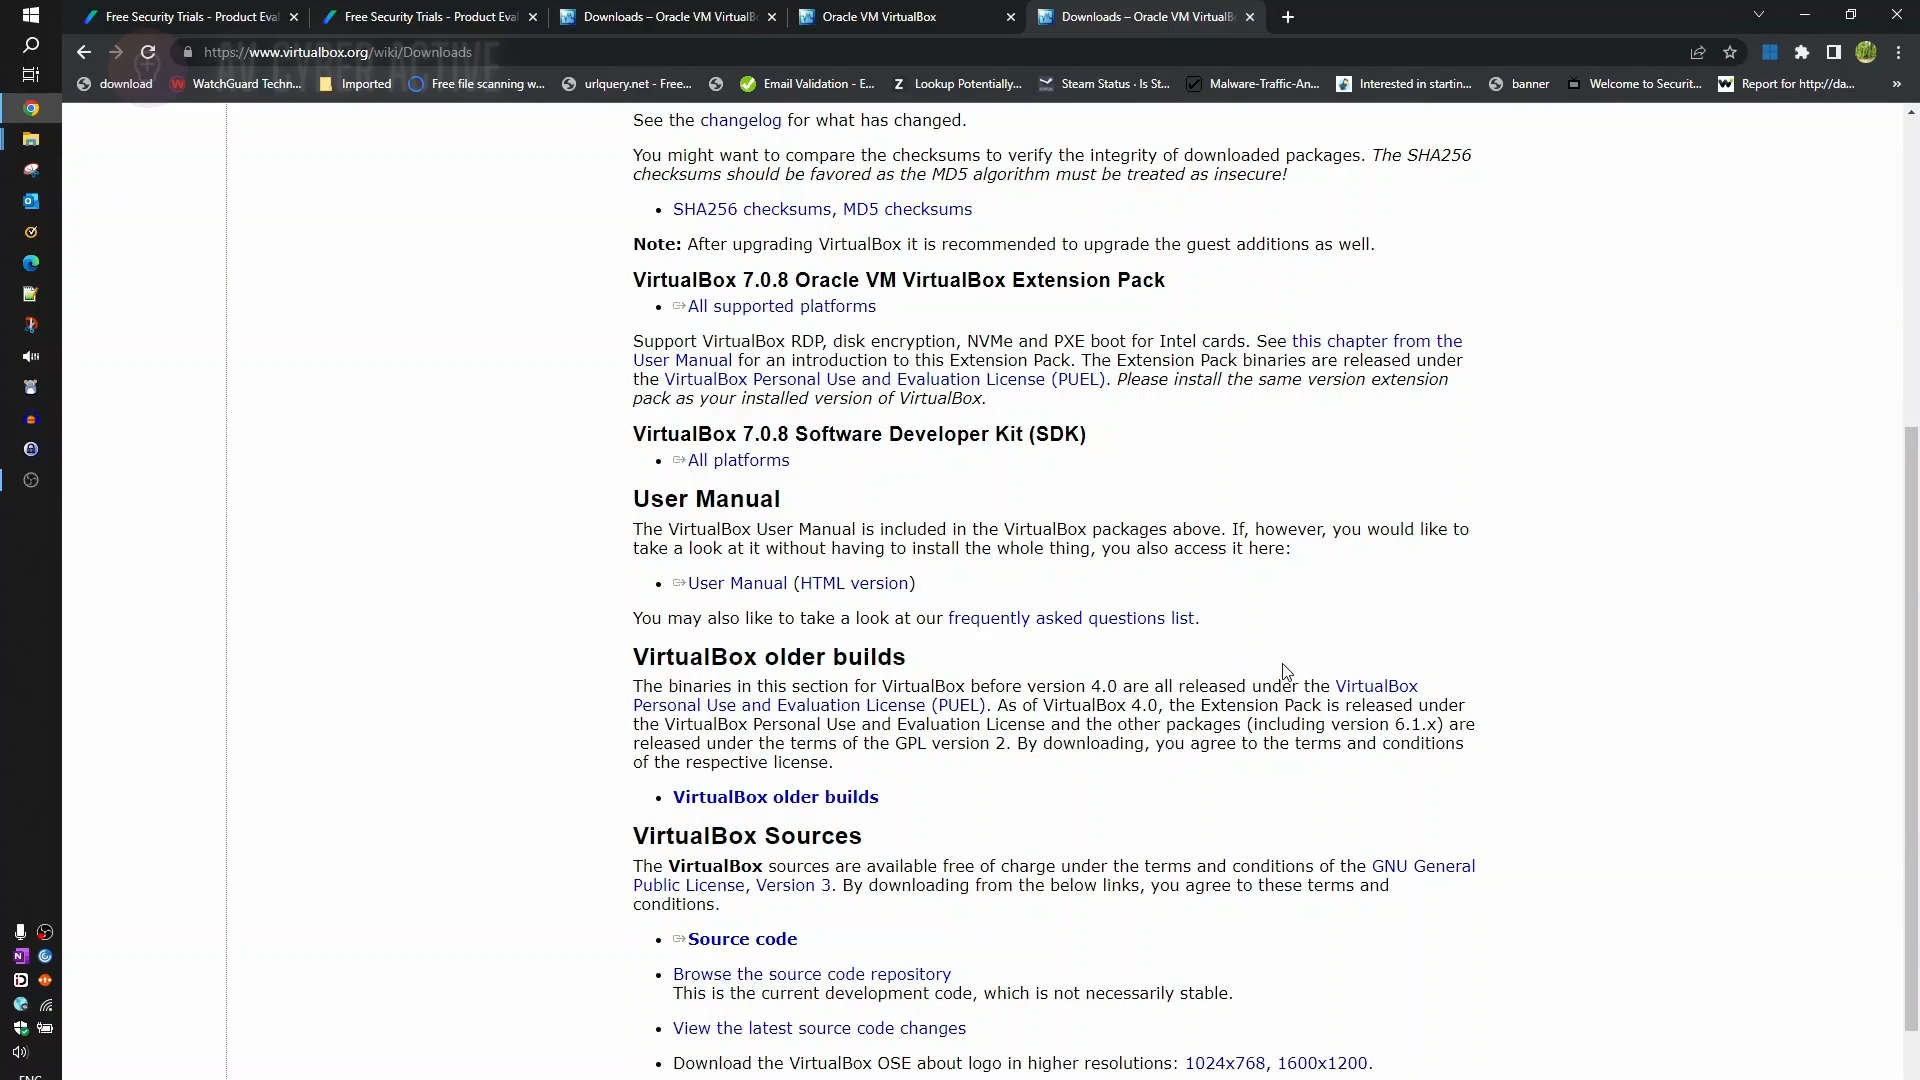 Free Security Trials - Product Eval
Free Security Trials - Product Eval
Downloads – Oracle VM VirtualB
Oracle VM VirtualBox
Downloads – Oracle VM VirtualB
https://www.virtualbox.org/wiki/Downloads
download
WatchGuard Techn...
Imported
Free file scanning w...
urlquery.net - Free...
Email Validation - E...
Lookup Potentially...
Steam Status · Is St...
Malware-Traffic-An...
Interested in startin...
banner
Welcome to Securit...
Report for http://da...
See the changelog for what has changed.
You might want to compare the checksums to verify the integrity of downloaded packages. The SHA256
checksums should be favored as the MD5 algorithm must be treated as insecure!
• SHA256 checksums, MD5 checksums
Note: After upgrading VirtualBox it is recommended to upgrade the guest additions as well.
VirtualBox 7.0.8 Oracle VM VirtualBox Extension Pack
• All supported platforms
Support VirtualBox RDP, disk encryption, NVMe and PXE boot for Intel cards. See this chapter from the
User Manual for an introduction to this Extension Pack. The Extension Pack binaries are released under
the VirtualBox Personal Use and Evaluation License (PUEL). Please install the same version extension
pack as your installed version of VirtualBox.
VirtualBox 7.0.8 Software Developer Kit (SDK)
• All platforms
User Manual
The VirtualBox User Manual is included in the VirtualBox packages above. If, however, you would like to
take a look at it without having to install the whole thing, you also access it here:
• User Manual (HTML version)
You may also like to take a look at our frequently asked questions list.
VirtualBox older builds
The binaries in this section for VirtualBox before version 4.0 are all released under the VirtualBox
Personal Use and Evaluation License (PUEL). As of VirtualBox 4.0, the Extension Pack is released under
the VirtualBox Personal Use and Evaluation License and the other packages (including version 6.1.x) are
released under the terms of the GPL version 2. By downloading, you agree to the terms and conditions
of the respective license.
• VirtualBox older builds
VirtualBox Sources
The VirtualBox sources are available free of charge under the terms and conditions of the GNU General
Public License, Version 3. By downloading from the below links, you agree to these terms and
conditions.
• Source code
• Browse the source code repository
This is the current development code, which is not necessarily stable.
• View the latest source code changes
• Download the VirtualBox OSE about logo in higher resolutions: 1024x768, 1600x1200.